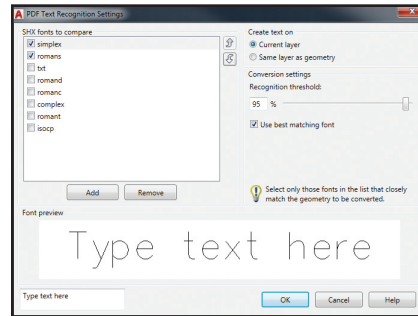 PDF Text Recognition Settings
SHX fonts to compare
simplex
romans
txt
romand
romanc
complex
romant
isocp
Add
Remove
Create text on
Current layer
Same layer as geometry
Conversion settings
Recognition threshold:
95 %
Use best matching font
Select only those fonts in the list that closely
match the geometry to be converted.
Font preview
Type text here
Type text here
OK
Cancel
Help